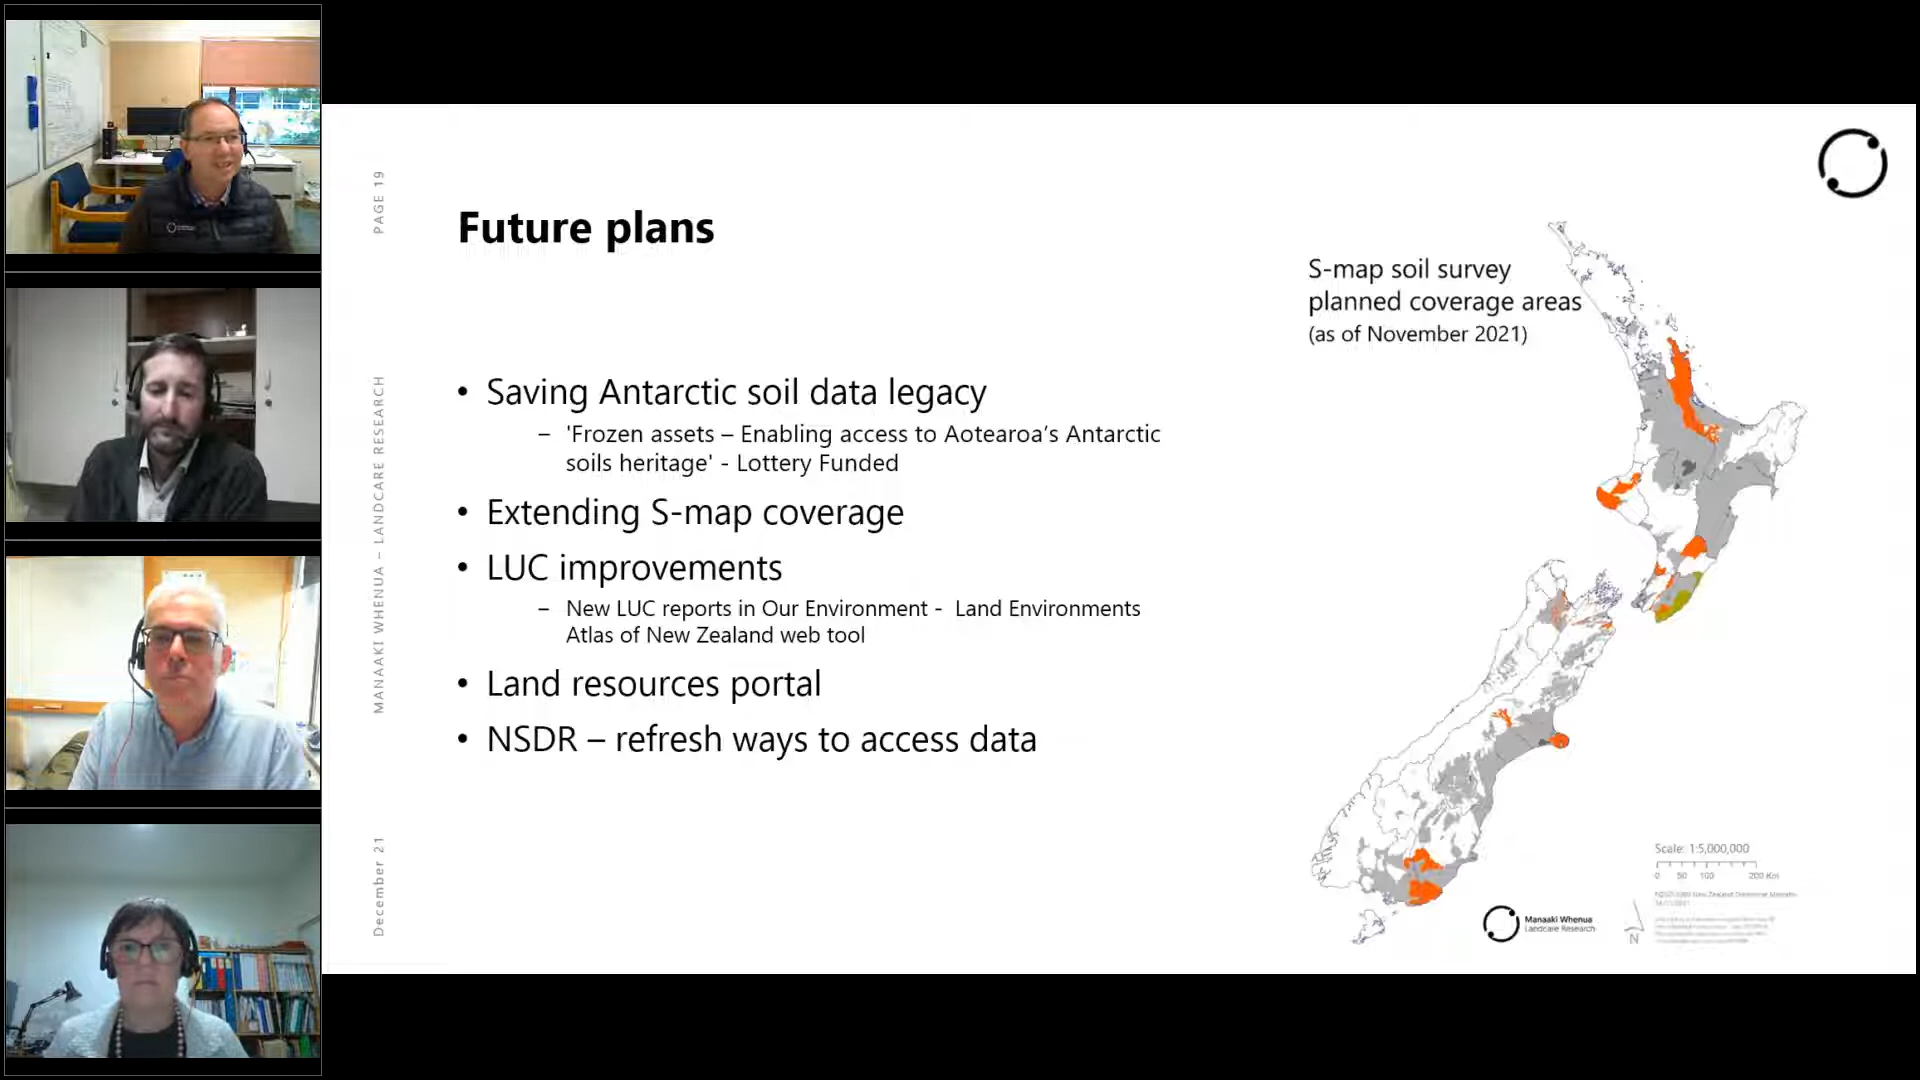 PAGE 19
MANAAKI WHENUA – LANDCARE RESEARCH
December 21
Future plans
• Saving Antarctic soil data legacy
– 'Frozen assets – Enabling access to Aotearoa’s Antarctic
soils heritage' - Lottery Funded
• Extending S-map coverage
• LUC improvements
– New LUC reports in Our Environment - Land Environments
Atlas of New Zealand web tool
• Land resources portal
• NSDR – refresh ways to access data
S-map soil survey
planned coverage areas
(as of November 2021)
Scale: 1:5,000,000
0 50 100 200 Km
Manaaki Whenua
Landcare Research
N